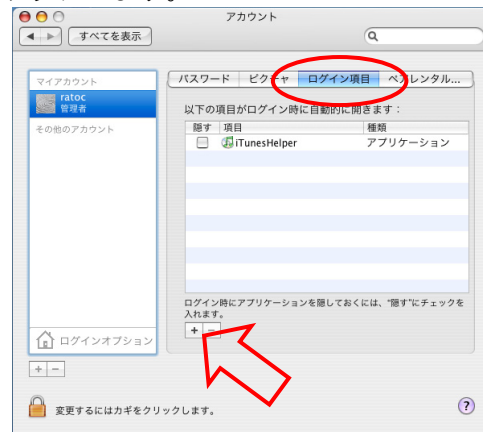 アカウント
すべてを表示
マイアカウント
ratoc
管理者
その他のアカウント
パスワード ピクチャ ログイン項目 ペアレンタル...
以下の項目がログイン時に自動的に開きます：
隠す 項目 種類
iTunesHelper アプリケーション
ログイン時にアプリケーションを隠しておくには、"隠す"にチェックを
入れます。
+ −
ログインオプション
+ −
変更するにはカギをクリックします。
?